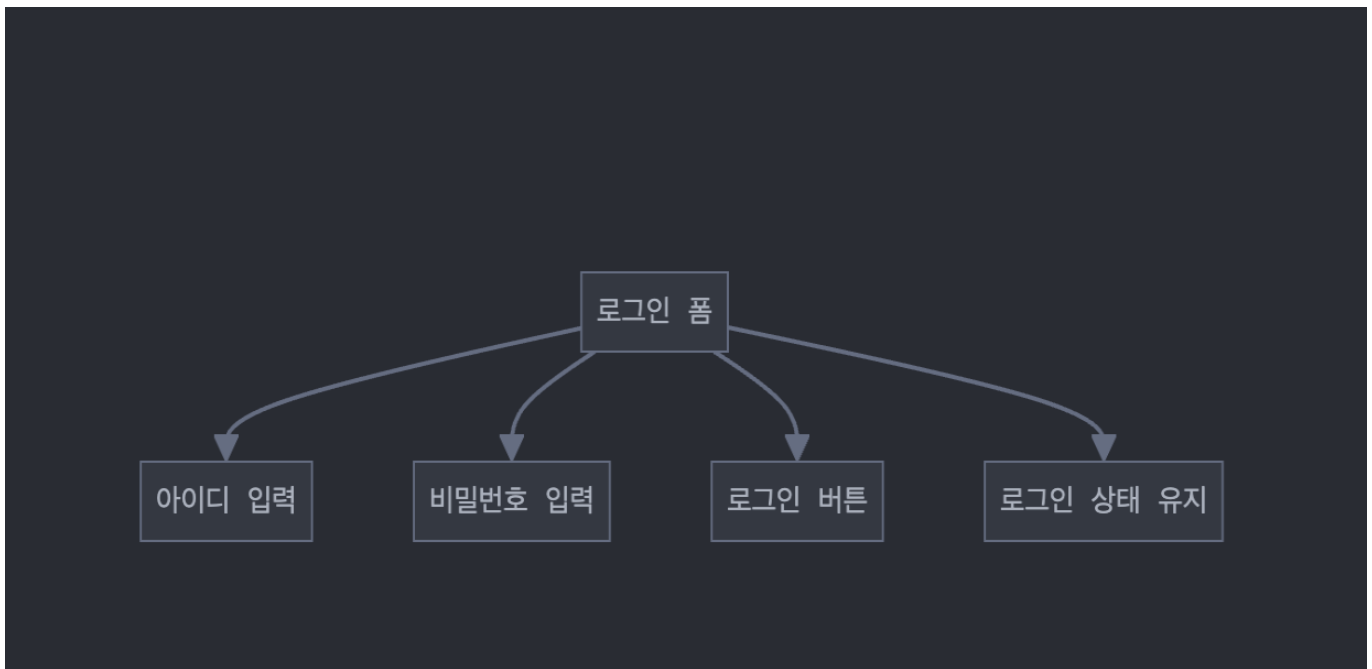 로그인 폼
아이디 입력
비밀번호 입력
로그인 버튼
로그인 상태 유지